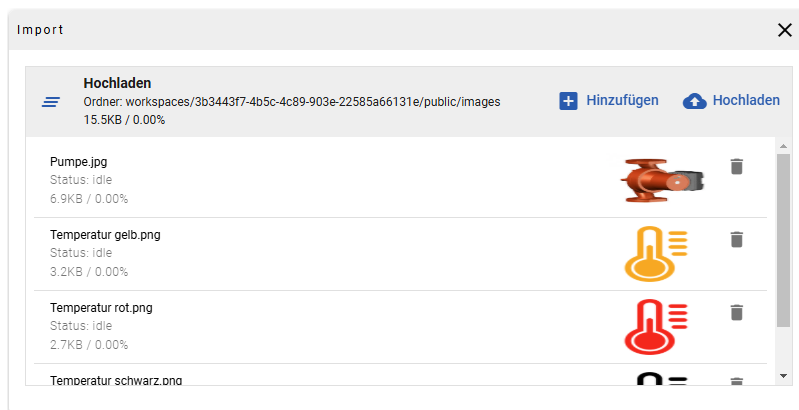 Import
Hochladen
Ordner: workspaces/3b3443f7-4b5c-4c89-903e-22585a66131e/public/images
15.5KB / 0.00%
Hinzufügen
Hochladen
Pumpe.jpg
Status: idle
6.9KB / 0.00%
Temperatur gelb.png
Status: idle
3.2KB / 0.00%
Temperatur rot.png
Status: idle
2.7KB / 0.00%
Temperatur schwarz.png